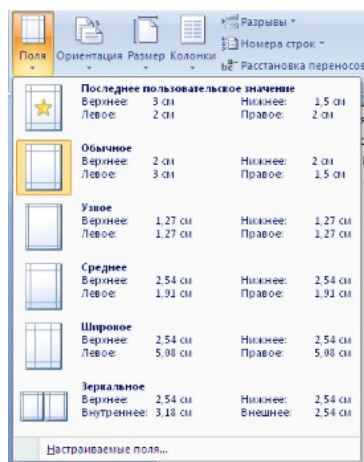 Поля Ориентация Размер Колонки
Разрывы
Номера строк
Расстановка переносов
Последнее пользовательское значение
Верхнее: 3 см Нижнее: 1,5 см
Левое: 2 см Правое: 2 см
Обычное
Верхнее: 2 см Нижнее: 2 см
Левое: 3 см Правое: 1,5 см
Узкое
Верхнее: 1,27 см Нижнее: 1,27 см
Левое: 1,27 см Правое: 1,27 см
Среднее
Верхнее: 2,54 см Нижнее: 2,54 см
Левое: 1,91 см Правое: 1,91 см
Широкое
Верхнее: 2,54 см Нижнее: 2,54 см
Левое: 5,08 см Правое: 5,08 см
Зеркальное
Верхнее: 2,54 см Нижнее: 2,54 см
Внутреннее: 3,18 см Внешнее: 2,54 см
Настраиваемые поля...